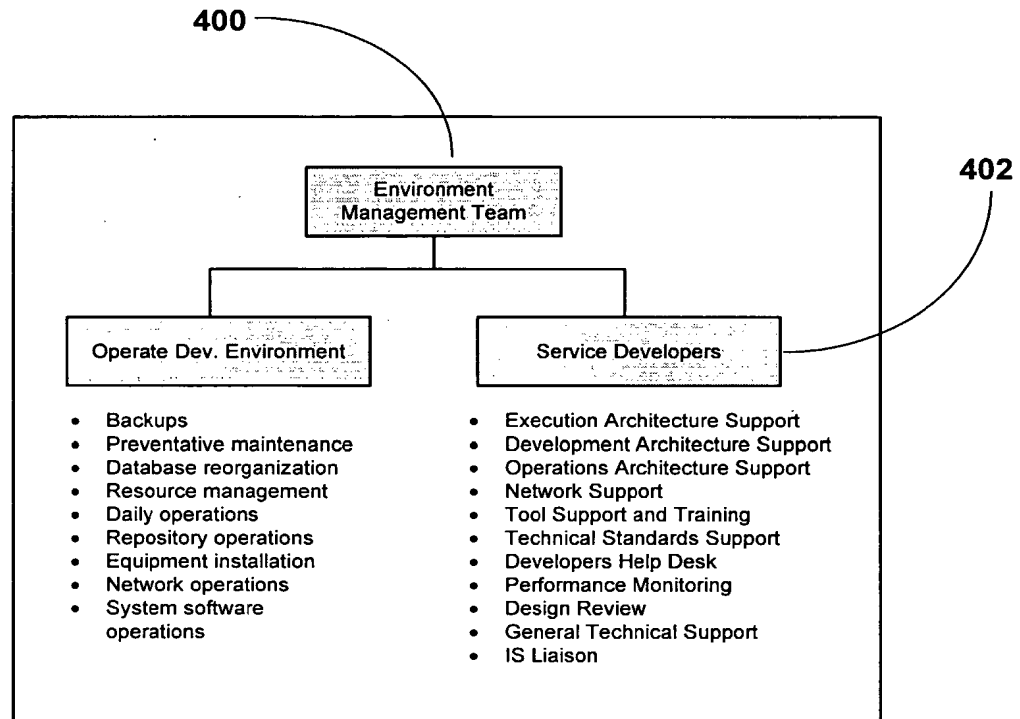 400
402
Environment
Management Team
Operate Dev. Environment
Service Developers
• Backups
• Preventative maintenance
• Database reorganization
• Resource management
• Daily operations
• Repository operations
• Equipment installation
• Network operations
• System software
operations
• Execution Architecture Support
• Development Architecture Support
• Operations Architecture Support
• Network Support
• Tool Support and Training
• Technical Standards Support
• Developers Help Desk
• Performance Monitoring
• Design Review
• General Technical Support
• IS Liaison